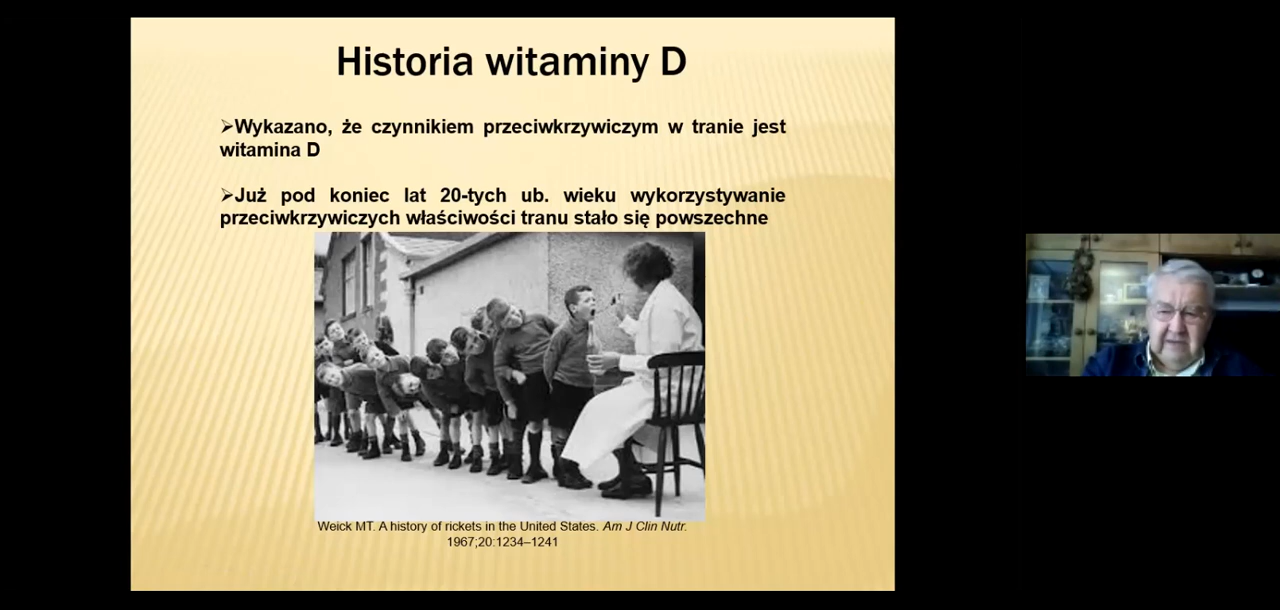 Historia witaminy D
➢Wykazano, że czynnikiem przeciwkrzywiczym w tranie jest
witamina D
➢Już pod koniec lat 20-tych ub. wieku wykorzystywanie
przeciwkrzywiczych właściwości tranu stało się powszechne
Weick MT. A history of rickets in the United States. Am J Clin Nutr.
1967;20:1234–1241